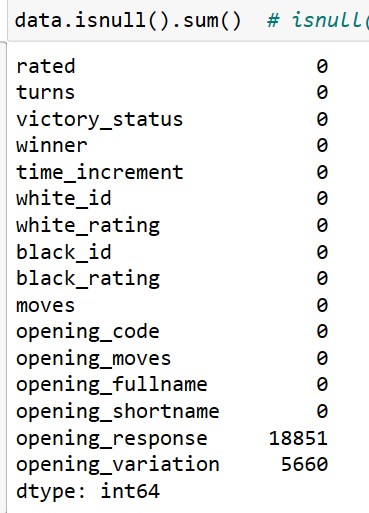 data.isnull().sum()  # isnull(
rated 0
turns 0
victory_status 0
winner 0
time_increment 0
white_id 0
white_rating 0
black_id 0
black_rating 0
moves 0
opening_code 0
opening_moves 0
opening_fullname 0
opening_shortname 0
opening_response 18851
opening_variation 5660
dtype: int64